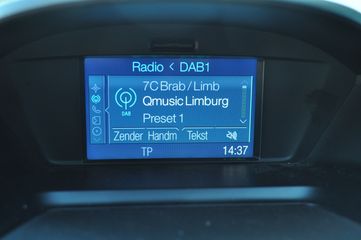 Radio < DAB1
7C Brab / Limb
Qmusic Limburg
DAB
Preset 1
Zender Handm Tekst
TP 14:37